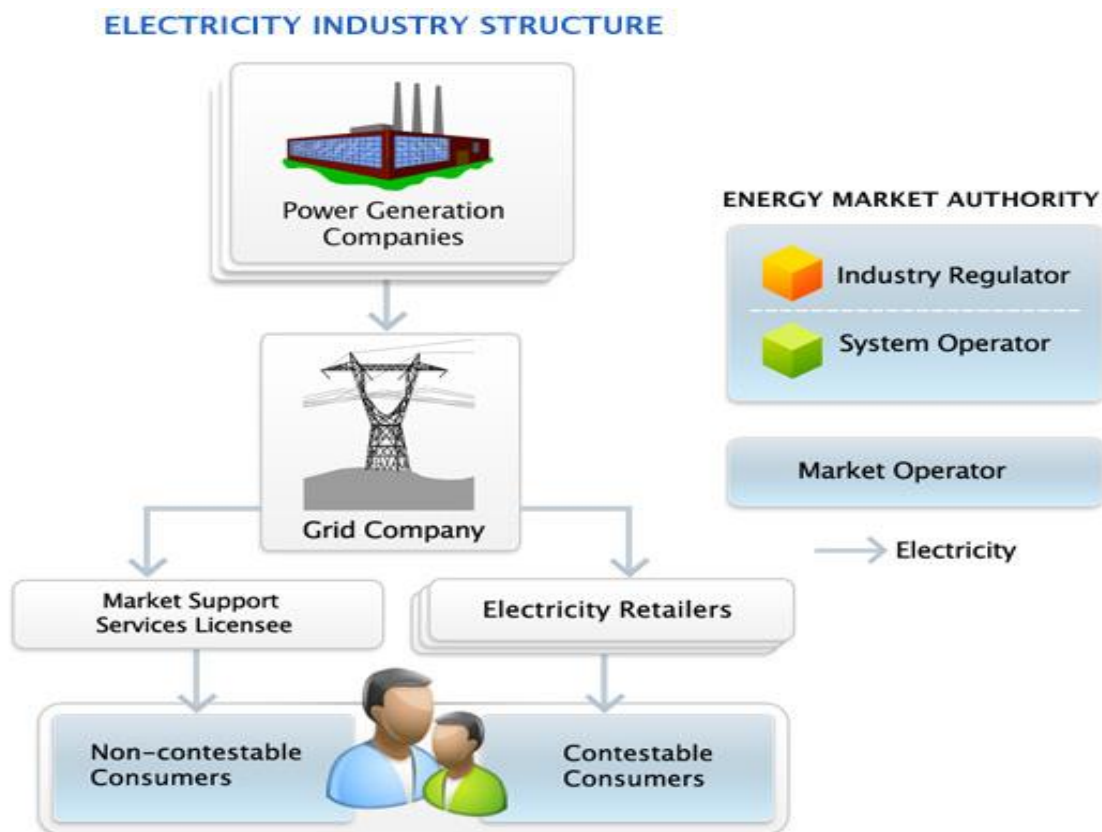 ELECTRICITY INDUSTRY STRUCTURE
Power Generation
Companies
ENERGY MARKET AUTHORITY
Industry Regulator
System Operator
Grid Company
Market Operator
Electricity
Market Support
Services Licensee
Electricity Retailers
Non-contestable
Consumers
Contestable
Consumers